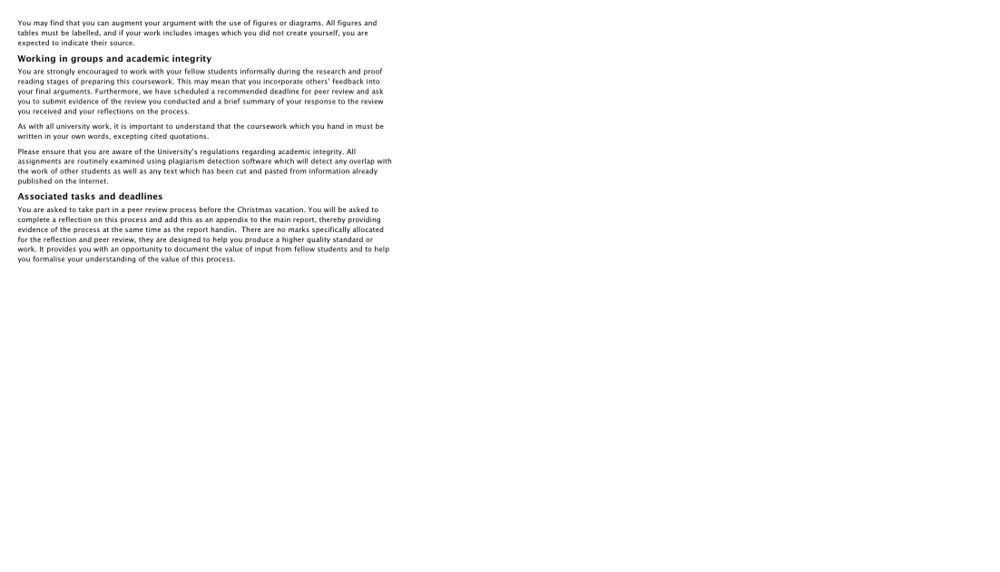 You may find that you can augment your argument with the use of figures or diagrams. All figures and
tables must be labelled, and if your work includes images which you did not create yourself, you are
expected to indicate their source.
Working in groups and academic integrity
You are strongly encouraged to work with your fellow students informally during the research and proof
reading stages of preparing this coursework. This may mean that you incorporate others' feedback into
your final arguments. Furthermore, we have scheduled a recommended deadline for peer review and ask
you to submit evidence of the review you conducted and a brief summary of your response to the review
you received and your reflections on the process.
As with all university work, it is important to understand that the coursework which you hand in must be
written in your own words, excepting cited quotations.
Please ensure that you are aware of the University's regulations regarding academic integrity. All
assignments are routinely examined using plagiarism detection software which will detect any overlap with
the work of other students as well as any text which has been cut and pasted from information already
published on the Internet.
Associated tasks and deadlines
You are asked to take part in a peer review process before the Christmas vacation. You will be asked to
complete a reflection on this process and add this as an appendix to the main report, thereby providing
evidence of the process at the same time as the report handin.  There are no marks specifically allocated
for the reflection and peer review, they are designed to help you produce a higher quality standard or
work. It provides you with an opportunity to document the value of input from fellow students and to help
you formalise your understanding of the value of this process.